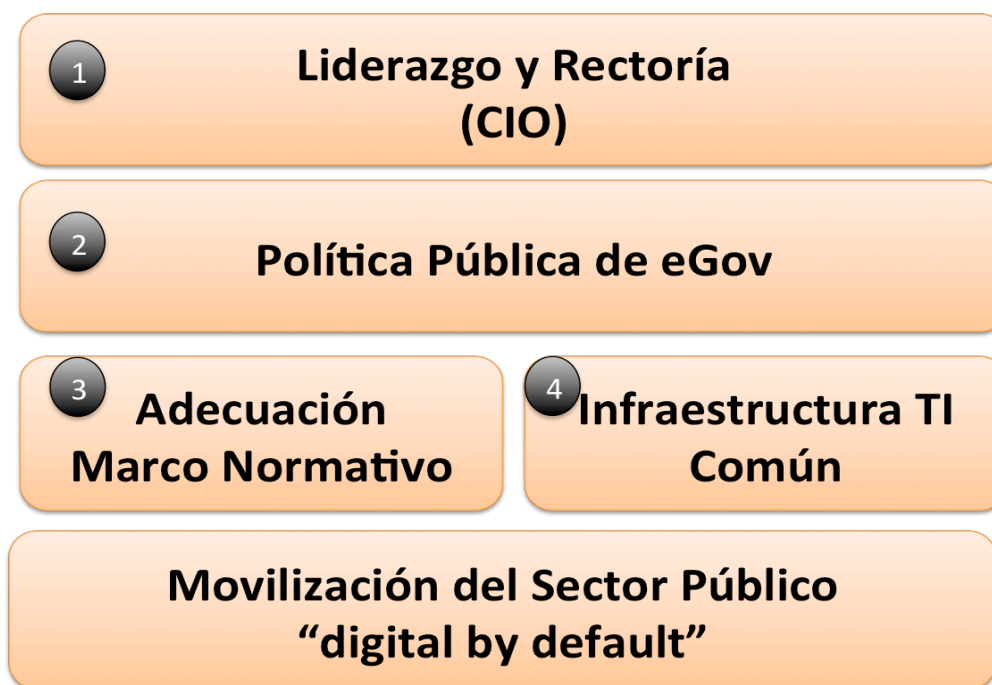 1
Liderazgo y Rectoría
(CIO)
2
Política Pública de eGov
3
Adecuación
Marco Normativo
4
Infraestructura TI
Común
Movilización del Sector Público
“digital by default”